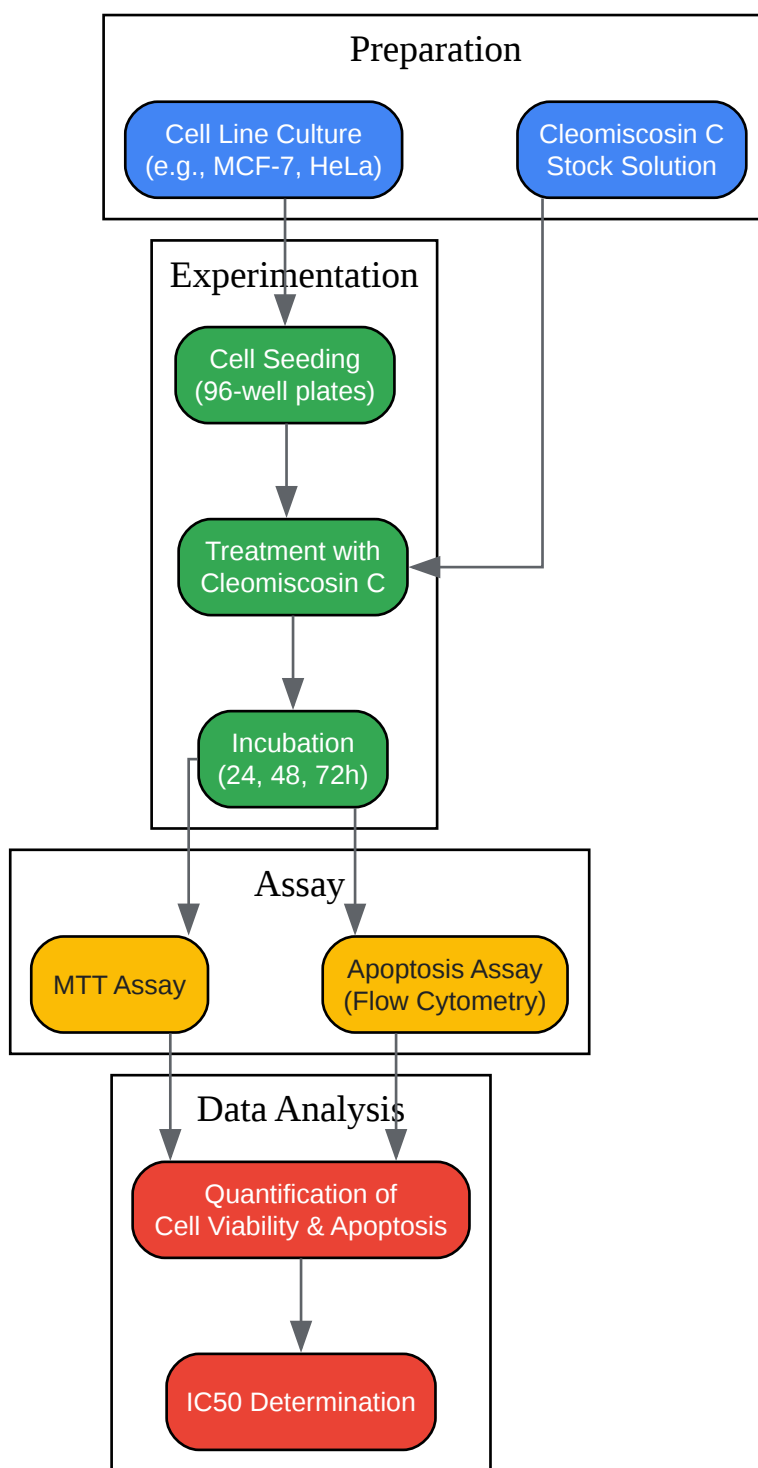 Preparation
Cell Line Culture
(e.g., MCF-7, HeLa)
Cleomiscosin C
Stock Solution
Experimentation
Cell Seeding
(96-well plates)
Treatment with
Cleomiscosin C
Incubation
(24, 48, 72h)
Assay
MTT Assay
Apoptosis Assay
(Flow Cytometry)
Data Analysis
Quantification of
Cell Viability & Apoptosis
IC50 Determination